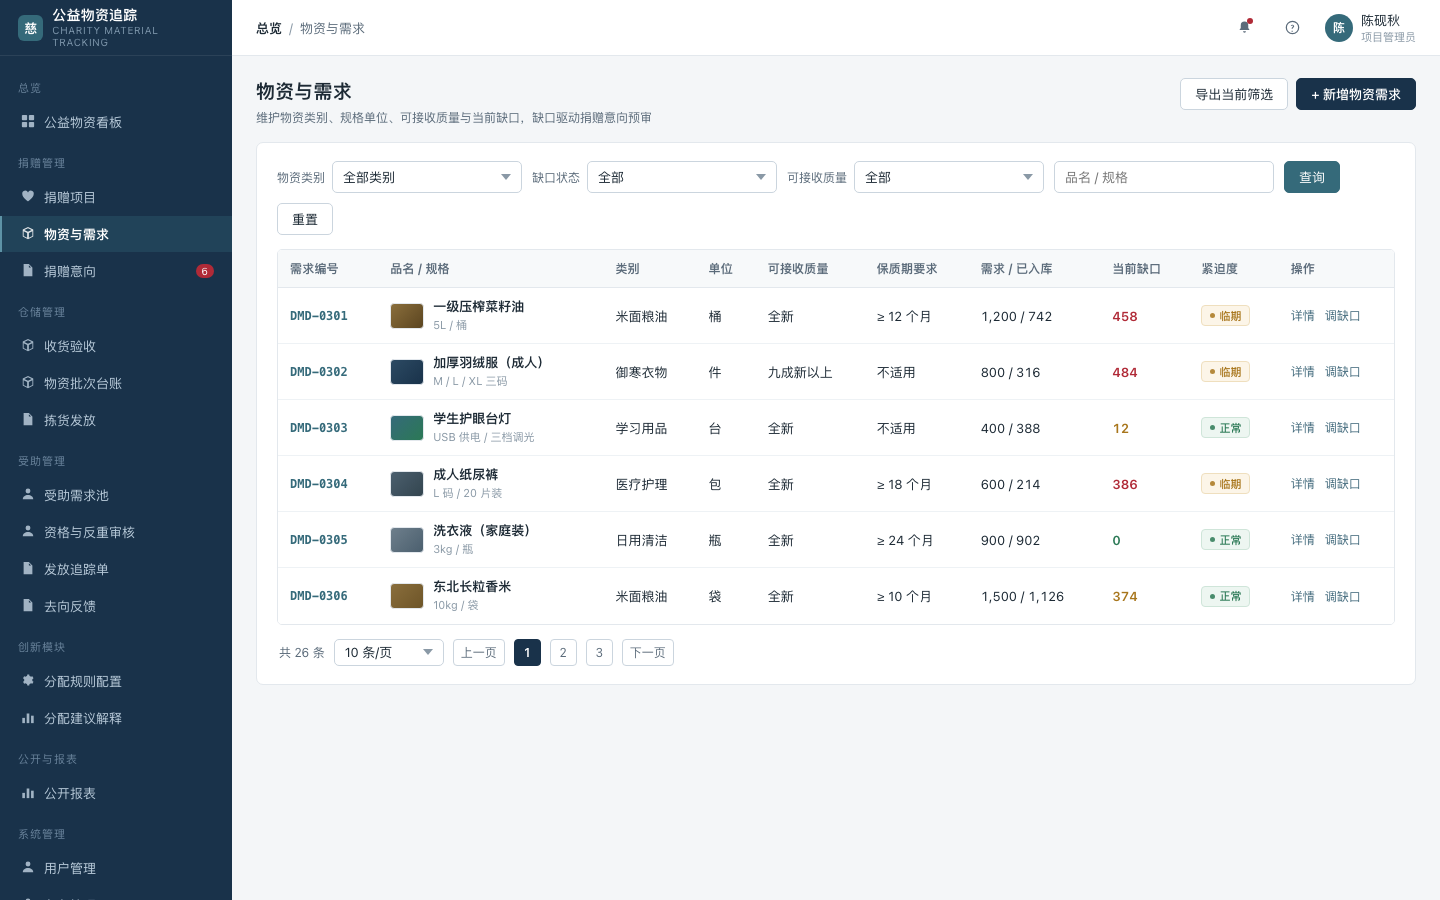 慈
公益物资追踪
CHARITY MATERIAL
TRACKING
总览
公益物资看板
捐赠管理
捐赠项目
物资与需求
捐赠意向 6
仓储管理
收货验收
物资批次台账
拣货发放
受助管理
受助需求池
资格与反重审核
发放追踪单
去向反馈
创新模块
分配规则配置
分配建议解释
公开与报表
公开报表
系统管理
用户管理
总览 / 物资与需求
陈
陈砚秋
项目管理员
物资与需求
维护物资类别、规格单位、可接收质量与当前缺口，缺口驱动捐赠意向预审
导出当前筛选
+ 新增物资需求
物资类别 全部类别 缺口状态 全部 可接收质量 全部 品名 / 规格 查询
重置
需求编号 品名 / 规格 类别 单位 可接收质量 保质期要求 需求 / 已入库 当前缺口 紧迫度 操作
DMD-0301 一级压榨菜籽油 米面粮油 桶 全新 ≥ 12 个月 1,200 / 742 458 临期 详情 调缺口
5L / 桶
DMD-0302 加厚羽绒服（成人） 御寒衣物 件 九成新以上 不适用 800 / 316 484 临期 详情 调缺口
M / L / XL 三码
DMD-0303 学生护眼台灯 学习用品 台 全新 不适用 400 / 388 12 正常 详情 调缺口
USB 供电 / 三档调光
DMD-0304 成人纸尿裤 医疗护理 包 全新 ≥ 18 个月 600 / 214 386 临期 详情 调缺口
L 码 / 20 片装
DMD-0305 洗衣液（家庭装） 日用清洁 瓶 全新 ≥ 24 个月 900 / 902 0 正常 详情 调缺口
3kg / 瓶
DMD-0306 东北长粒香米 米面粮油 袋 全新 ≥ 10 个月 1,500 / 1,126 374 正常 详情 调缺口
10kg / 袋
共 26 条 10 条/页 上一页 1 2 3 下一页